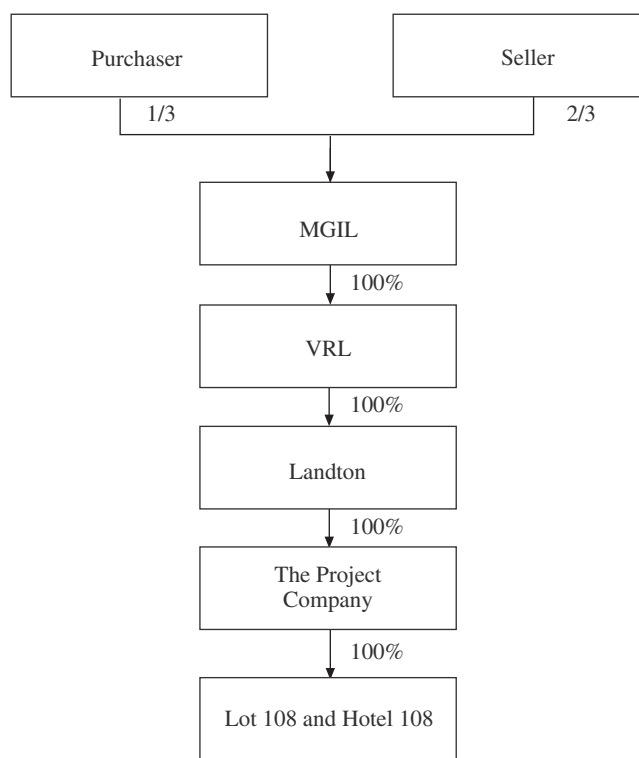 Purchaser
Seller
1/3
2/3
MGIL
100%
VRL
100%
Landton
100%
The Project
Company
100%
Lot 108 and Hotel 108